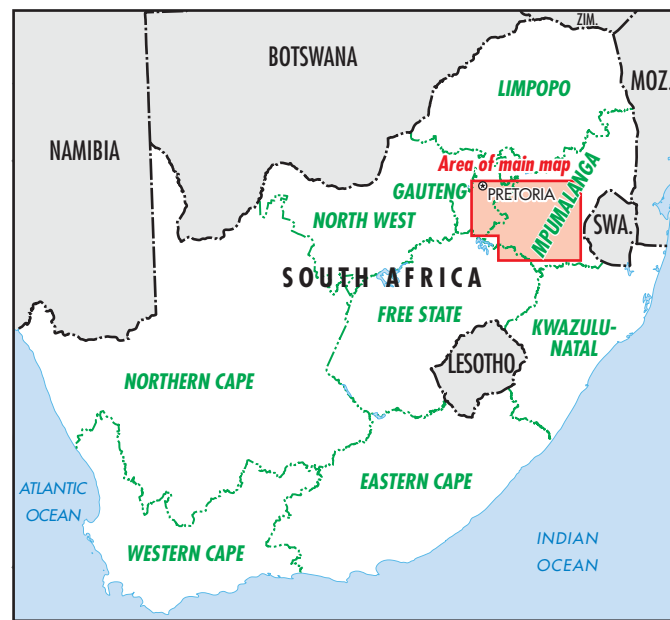 ZIM.
BOTSWANA
MOZ.
LIMPOPO
NAMIBIA
Area of main map
GAUTENG
PRETORIA
MPUMALANGA
NORTH WEST
SWA.
SOUTH AFRICA
FREE STATE
KWAZULU-
NATAL
LESOTHO
NORTHERN CAPE
EASTERN CAPE
ATLANTIC
OCEAN
INDIAN
OCEAN
WESTERN CAPE